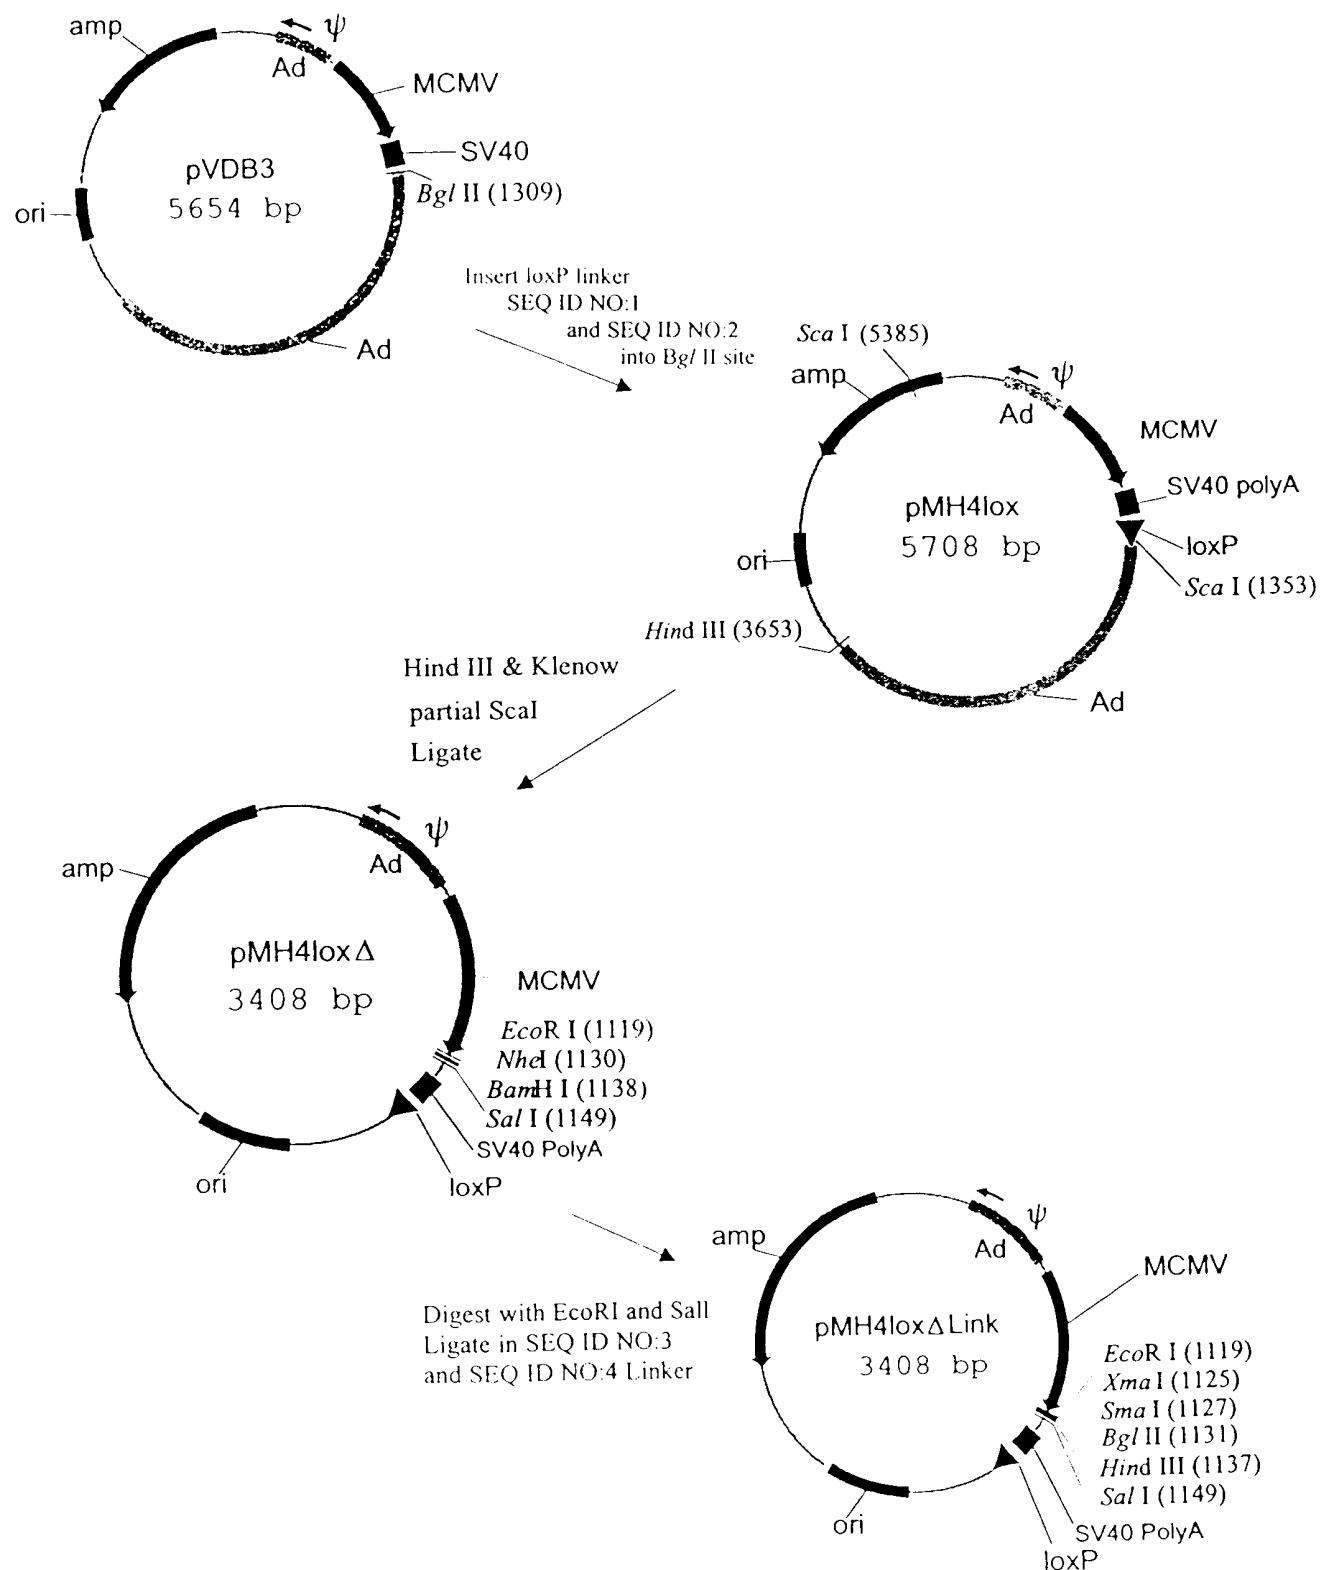 amp
ψ
Ad
MCMV
SV40
pVDB3
5654 bp
Bgl II (1309)
ori
Ad
Insert loxP linker
SEQ ID NO:1
and SEQ ID NO:2
into Bgl II site
Sca I (5385)
amp
ψ
Ad
MCMV
SV40 polyA
pMH4lox
5708 bp
loxP
ori
Sca I (1353)
Hind III (3653)
Ad
Hind III & Klenow
partial ScaI
Ligate
ψ
Ad
amp
pMH4loxΔ
3408 bp
MCMV
EcoR I (1119)
NheI (1130)
BamH I (1138)
Sal I (1149)
SV40 PolyA
loxP
ori
Digest with EcoRI and SalI
Ligate in SEQ ID NO:3
and SEQ ID NO:4 Linker
ψ
amp
Ad
MCMV
pMH4loxΔLink
3408 bp
EcoR I (1119)
Xma I (1125)
Sma I (1127)
Bgl II (1131)
Hind III (1137)
Sal I (1149)
SV40 PolyA
ori
loxP